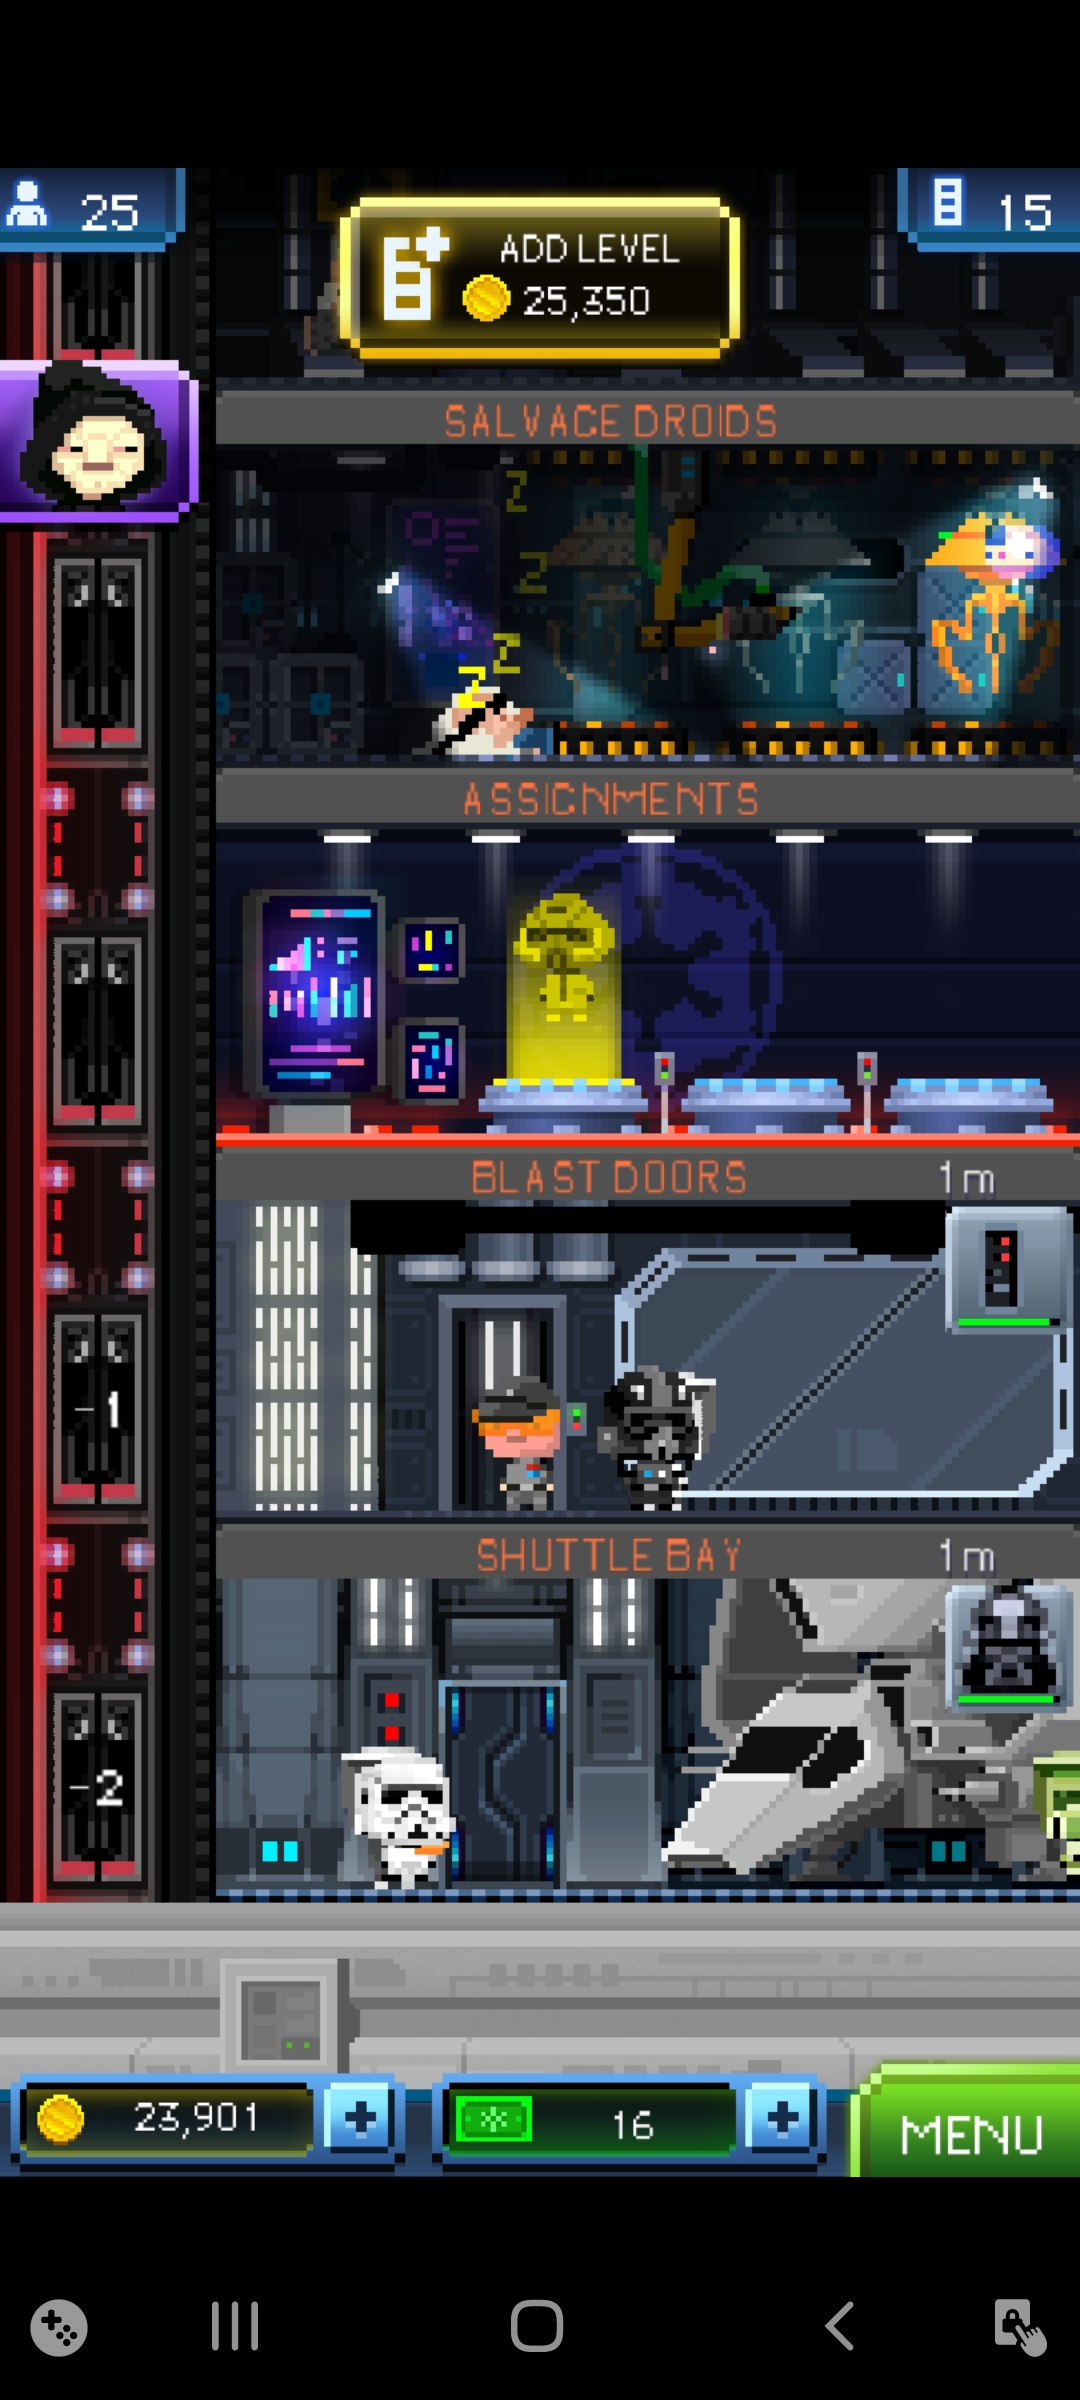 25
ADD LEVEL
25,350
15
SALVAGE DROIDS
Z
Z
Z
Z
ASSIGNMENTS
BLAST DOORS
1m
-1
SHUTTLE BAY
1m
-2
23,901
16
MENU